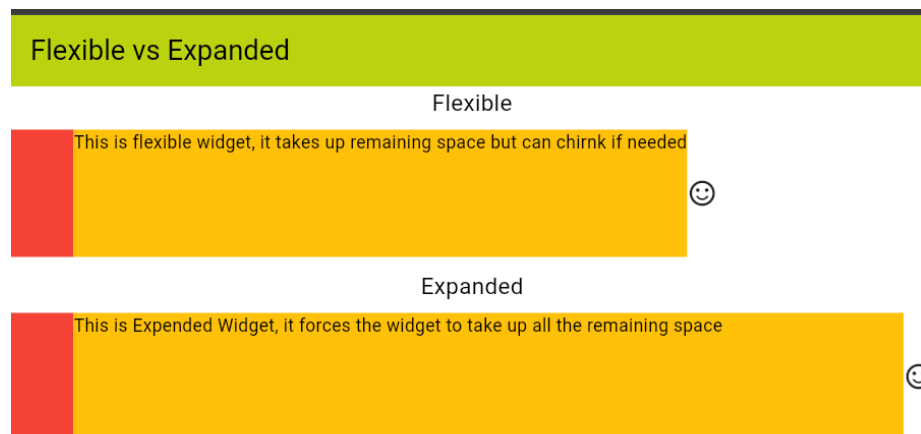 Flexible vs Expanded
Flexible
This is flexible widget, it takes up remaining space but can chirnk if needed
Expanded
This is Expended Widget, it forces the widget to take up all the remaining space